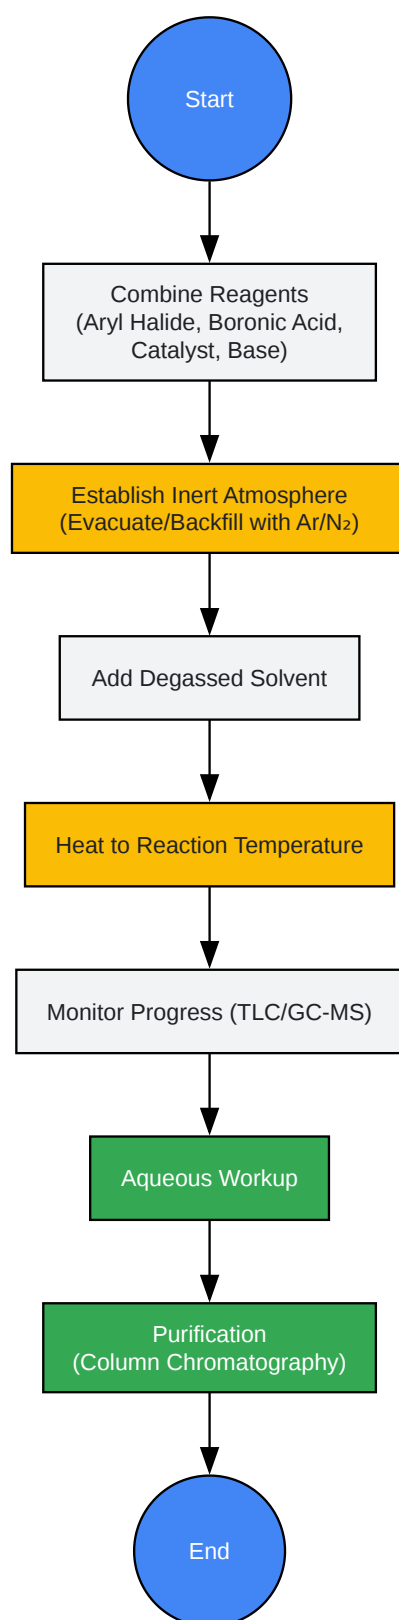 Start
Combine Reagents
(Aryl Halide, Boronic Acid,
Catalyst, Base)
Establish Inert Atmosphere
(Evacuate/Backfill with Ar/N₂)
Add Degassed Solvent
Heat to Reaction Temperature
Monitor Progress (TLC/GC-MS)
Aqueous Workup
Purification
(Column Chromatography)
End